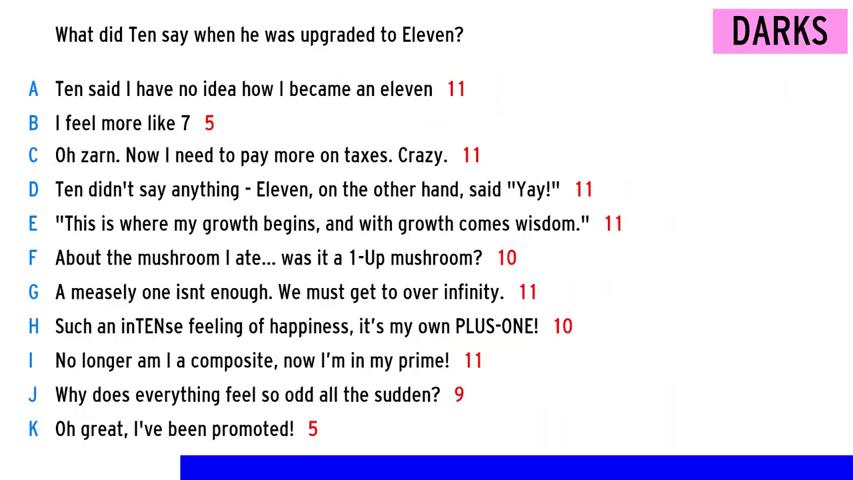 What did Ten say when he was upgraded to Eleven?
DARKS
A Ten said I have no idea how I became an eleven 11
B I feel more like 7 5
C Oh zarn. Now I need to pay more on taxes. Crazy. 11
D Ten didn't say anything - Eleven, on the other hand, said "Yay!" 11
E "This is where my growth begins, and with growth comes wisdom." 11
F About the mushroom I ate... was it a 1-Up mushroom? 10
G A measely one isnt enough. We must get to over infinity. 11
H Such an inTENse feeling of happiness, it's my own PLUS-ONE! 10
I No longer am I a composite, now I'm in my prime! 11
J Why does everything feel so odd all the sudden? 9
K Oh great, I've been promoted! 5